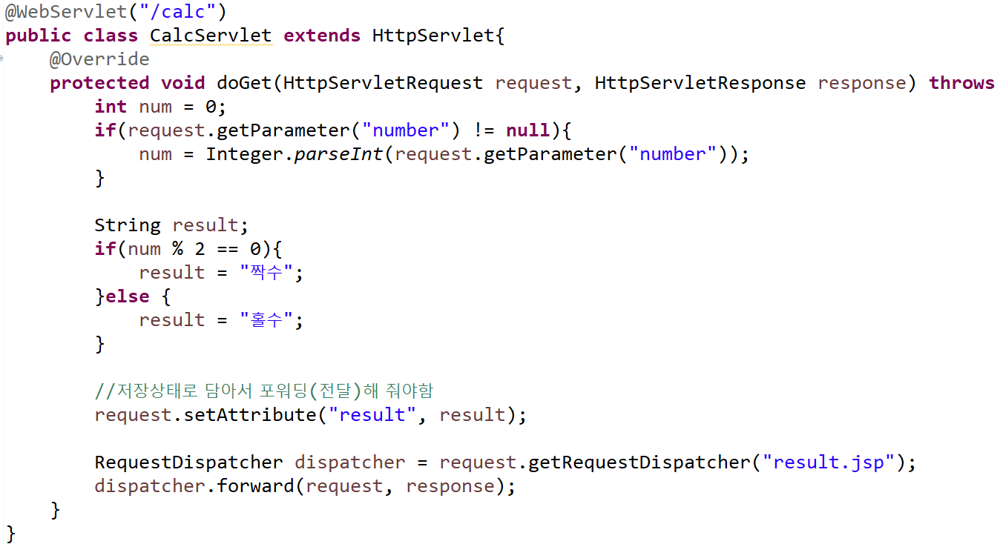 @WebServlet("/calc")
public class CalcServlet extends HttpServlet{
    @Override
    protected void doGet(HttpServletRequest request, HttpServletResponse response) throws
        int num = 0;
        if(request.getParameter("number") != null){
            num = Integer.parseInt(request.getParameter("number"));
        }
        String result;
        if(num % 2 == 0){
            result = "짝수";
        }else {
            result = "홀수";
        }
        //저장상태로 담아서 포워딩(전달)해 줘야함
        request.setAttribute("result", result);
        RequestDispatcher dispatcher = request.getRequestDispatcher("result.jsp");
        dispatcher.forward(request, response);
    }
}